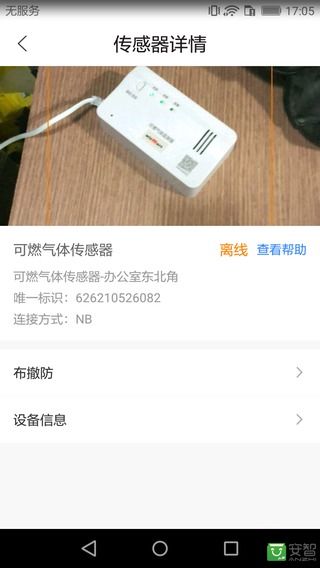 无服务 17:05
传感器详情
可燃气体传感器 离线 查看帮助
可燃气体传感器-办公室东北角
唯一标识：626210526082
连接方式：NB
布撤防
设备信息
安智
ANZHI